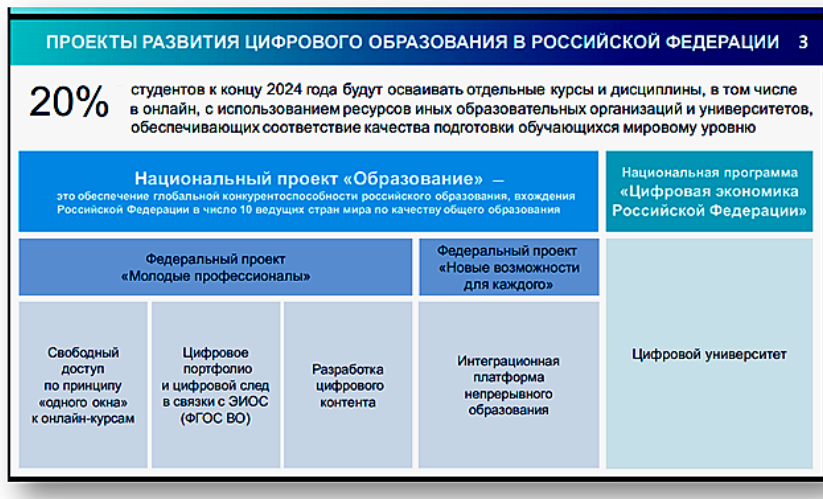 ПРОЕКТЫ РАЗВИТИЯ ЦИФРОВОГО ОБРАЗОВАНИЯ В РОССИЙСКОЙ ФЕДЕРАЦИИ 3
20%
студентов к концу 2024 года будут осваивать отдельные курсы и дисциплины, в том числе
в онлайн, с использованием ресурсов иных образовательных организаций и университетов,
обеспечивающих соответствие качества подготовки обучающихся мировому уровню
Национальный проект «Образование» —
это обеспечение глобальной конкурентоспособности российского образования, вхождения
Российской Федерации в число 10 ведущих стран мира по качеству общего образования
Национальная программа
«Цифровая экономика
Российской Федерации»
Федеральный проект
«Молодые профессионалы»
Федеральный проект
«Новые возможности
для каждого»
Свободный
доступ
по принципу
«одного окна»
к онлайн-курсам
Цифровое
портфолио
и цифровой след
в связки с ЭИОС
(ФГОС ВО)
Разработка
цифрового
контента
Интеграционная
платформа
непрерывного
образования
Цифровой университет